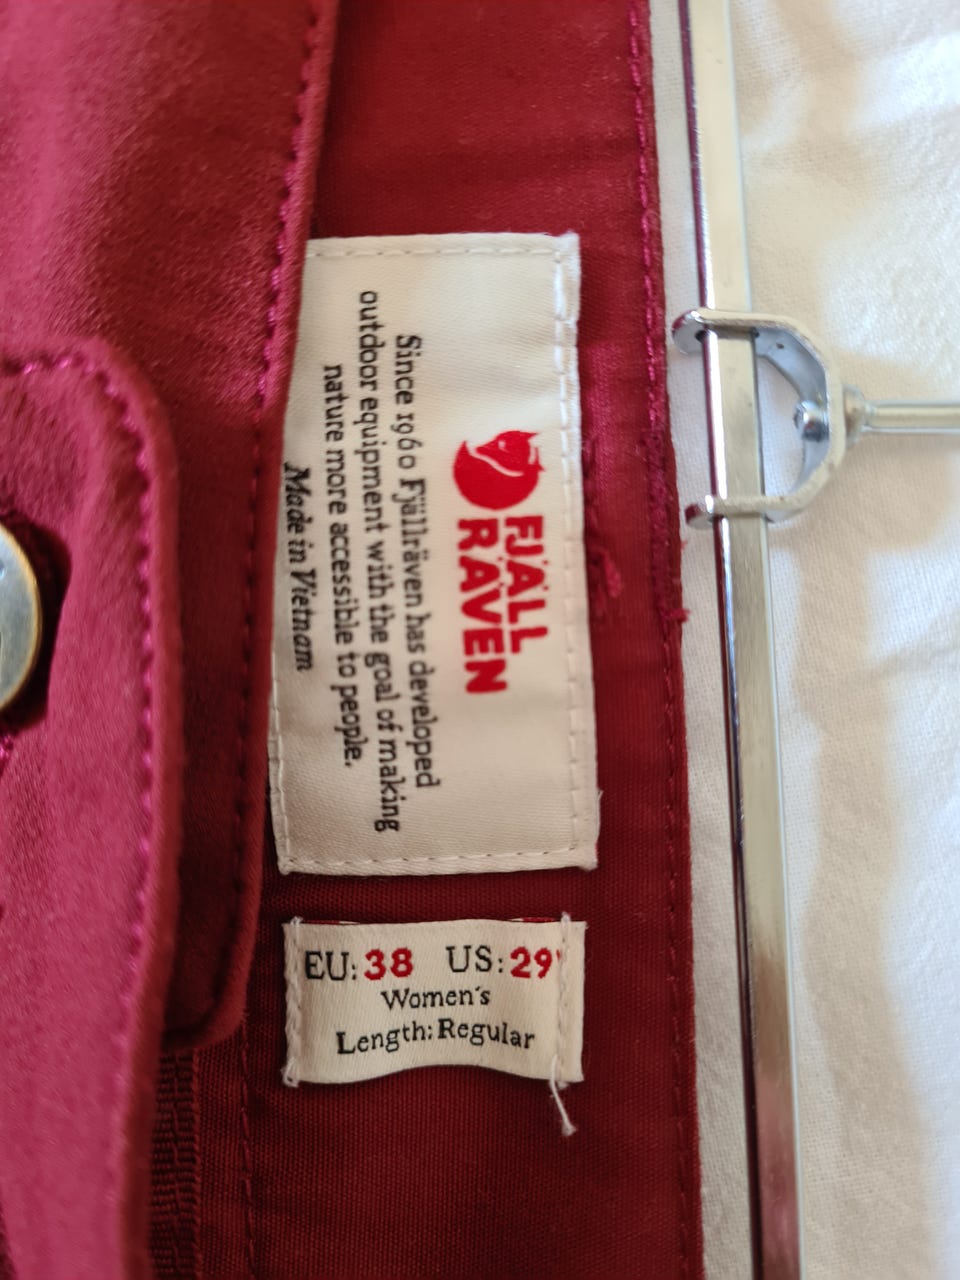 FJÄLL
RÄVEN
Since 1960 Fjällräven has developed
outdoor equipment with the goal of making
nature more accessible to people.
Made in Vietnam
EU: 38 US: 29"
Women's
Length: Regular